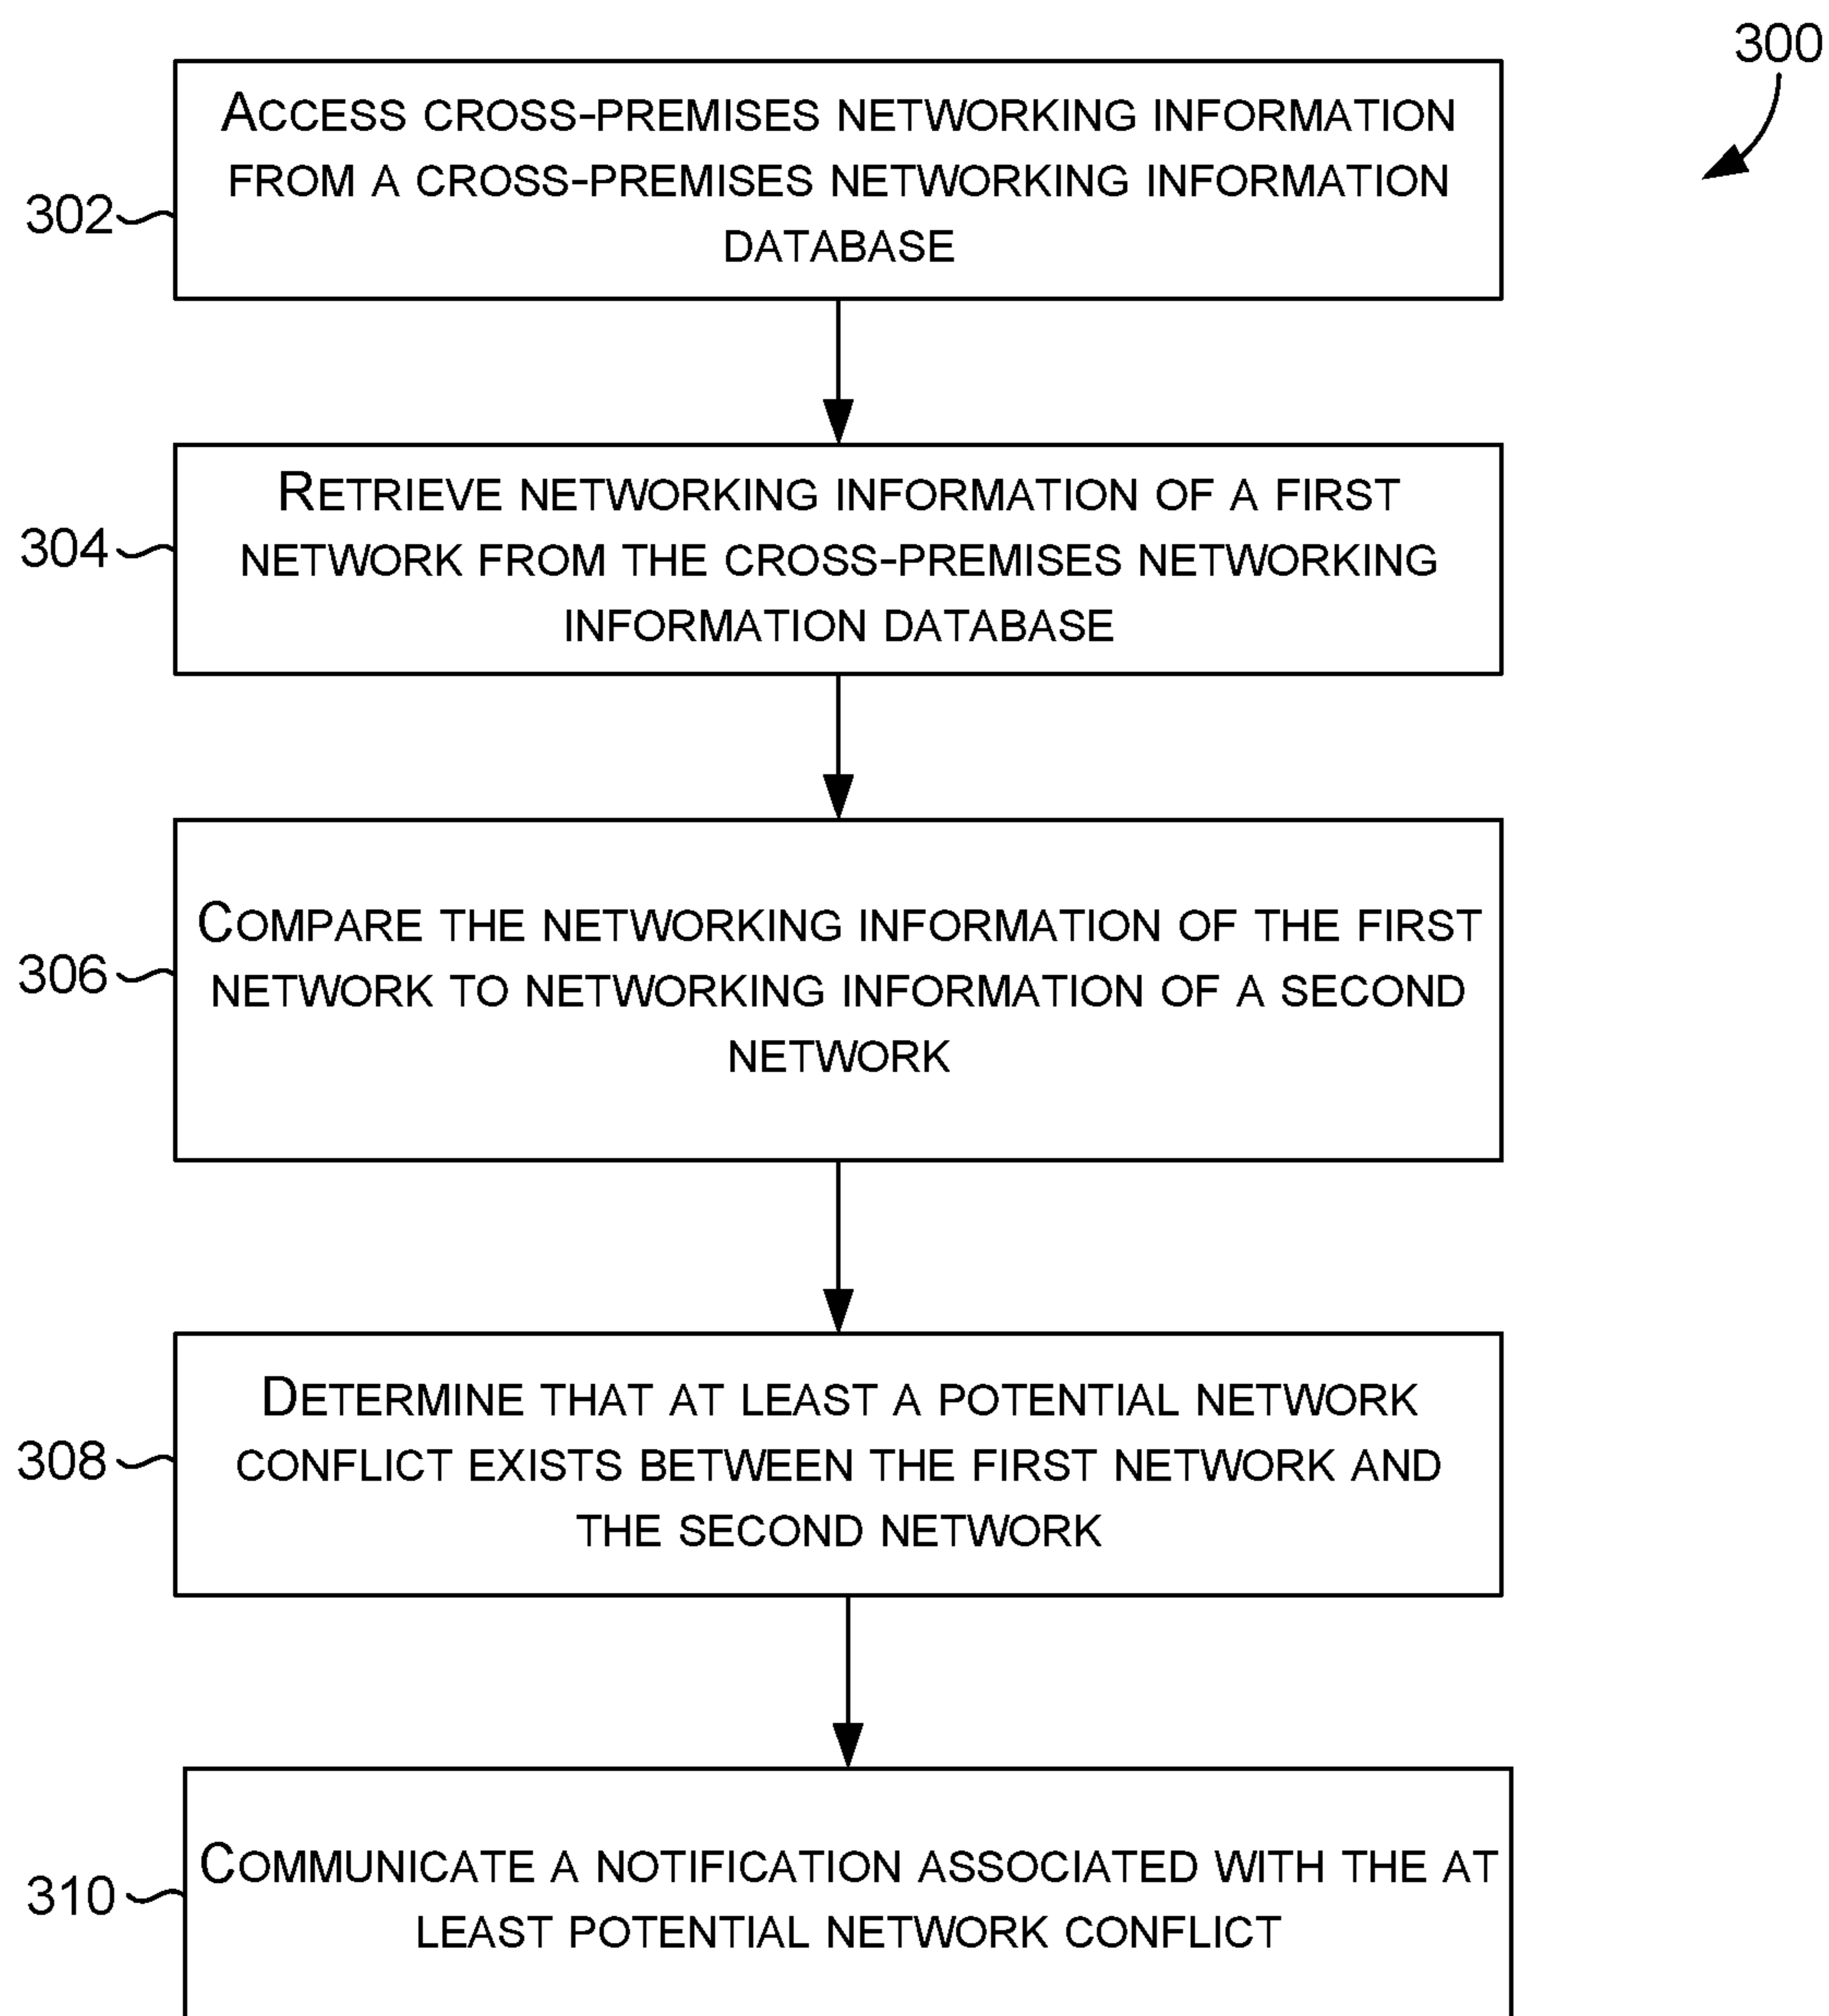 300
ACCESS CROSS-PREMISES NETWORKING INFORMATION
FROM A CROSS-PREMISES NETWORKING INFORMATION
DATABASE
302
RETRIEVE NETWORKING INFORMATION OF A FIRST
NETWORK FROM THE CROSS-PREMISES NETWORKING
INFORMATION DATABASE
304
COMPARE THE NETWORKING INFORMATION OF THE FIRST
NETWORK TO NETWORKING INFORMATION OF A SECOND
NETWORK
306
DETERMINE THAT AT LEAST A POTENTIAL NETWORK
CONFLICT EXISTS BETWEEN THE FIRST NETWORK AND
THE SECOND NETWORK
308
COMMUNICATE A NOTIFICATION ASSOCIATED WITH THE AT
LEAST POTENTIAL NETWORK CONFLICT
310